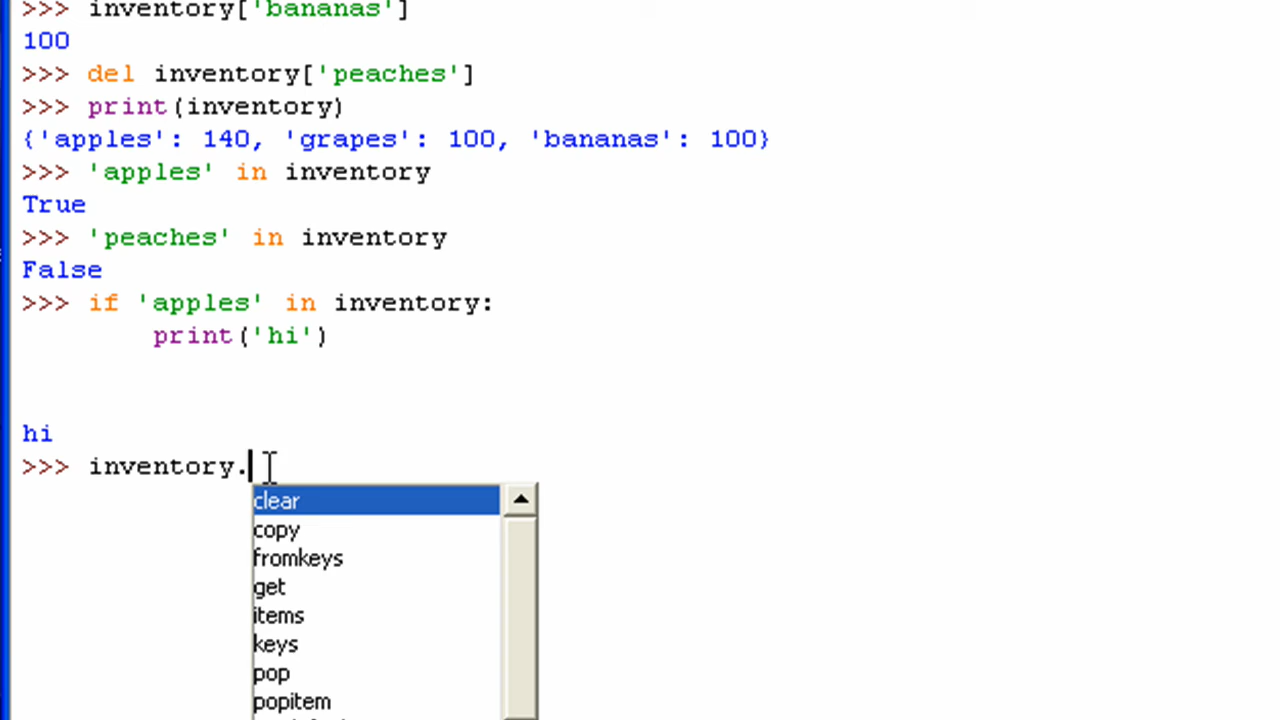 >>> inventory['bananas']
100
>>> del inventory['peaches']
>>> print(inventory)
{'apples': 140, 'grapes': 100, 'bananas': 100}
>>> 'apples' in inventory
True
>>> 'peaches' in inventory
False
>>> if 'apples' in inventory:
print('hi')
hi
>>> inventory.
clear
copy
fromkeys
get
items
keys
pop
popitem